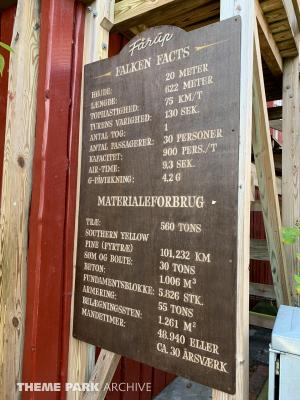 Fårup
FALKEN FACTS
HØJDE: 20 METER
LÆNGDE: 622 METER
TOPHASTIGHED: 75 KM/T
TURENS VARIGHED: 130 SEK.
ANTAL TOG: 1
ANTAL PASSAGERER: 30 PERSONER
KAPACITET: 900 PERS./T
AIR-TIME: 9,3 SEK.
G-PÅVIRKNING: 4,2 G
MATERIALEFORBRUG
TRÆ: 560 TONS
SOUTHERN YELLOW
PINE (FYRTRÆ) 101,232 KM
SØM OG BOLTE: 30 TONS
BETON: 1.006 M³
FUNDAMENTSBLOKKE: 5.826 STK.
ARMERING: 55 TONS
BELÆGNINGSSTEN: 1.261 M²
MANDETIMER: 48.940 ELLER
CA. 30 ÅRSVÆRK
THEME PARK ARCHIVE